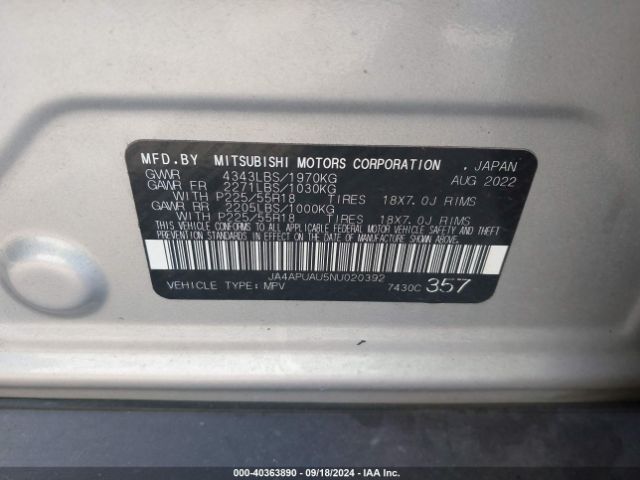 MFD.BY MITSUBISHI MOTORS CORPORATION , JAPAN
GVWR 4343LBS/1970KG AUG 2022
GAWR FR 2271LBS/1030KG
WITH P225/55R18 TIRES 18X7.0J RIMS
GAWR RR 2205LBS/1000KG
WITH P225/55R18 TIRES 18X7.0J RIMS
THIS VEHICLE CONFORMS TO ALL APPLICABLE FEDERAL MOTOR VEHICLE SAFETY AND THEFT
PREVENTION STANDARDS IN EFFECT ON THE DATE OF MANUFACTURE SHOWN ABOVE.
JA4APUAU5NU020392
VEHICLE TYPE: MPV 7430C 357
000-40363890 - 09/18/2024 - IAA Inc.